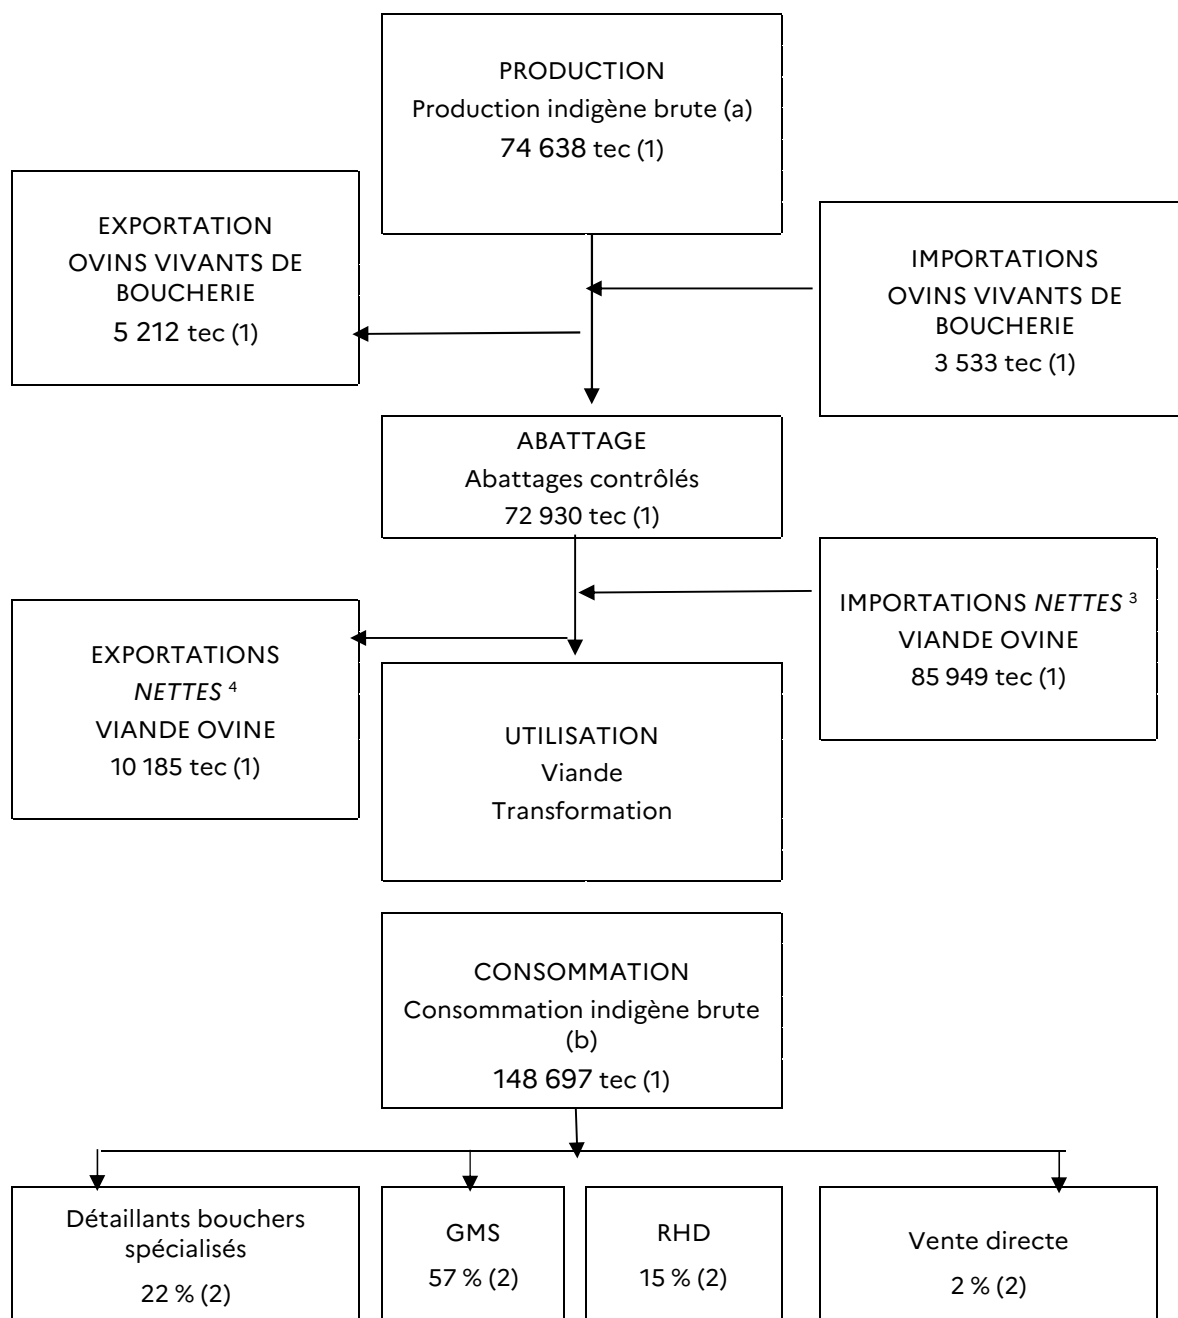 PRODUCTION
Production indigène brute (a)
74 638 tec (1)
EXPORTATION
OVINS VIVANTS DE
BOUCHERIE
5 212 tec (1)
IMPORTATIONS
OVINS VIVANTS DE
BOUCHERIE
3 533 tec (1)
ABATTAGE
Abattages contrôlés
72 930 tec (1)
IMPORTATIONS NETTES ³
VIANDE OVINE
85 949 tec (1)
EXPORTATIONS
NETTES ⁴
VIANDE OVINE
10 185 tec (1)
UTILISATION
Viande
Transformation
CONSOMMATION
Consommation indigène brute
(b)
148 697 tec (1)
Détaillants bouchers
spécialisés
22 % (2)
GMS
57 % (2)
RHD
15 % (2)
Vente directe
2 % (2)